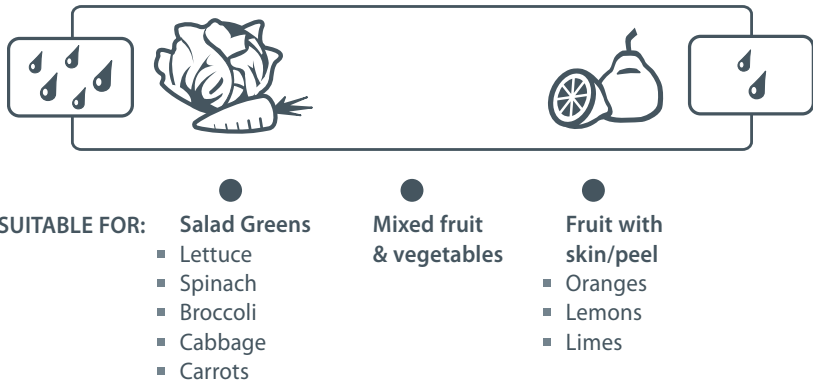 SUITABLE FOR:
Salad Greens
Lettuce
Spinach
Broccoli
Cabbage
Carrots
Mixed fruit
& vegetables
Fruit with
skin/peel
Oranges
Lemons
Limes